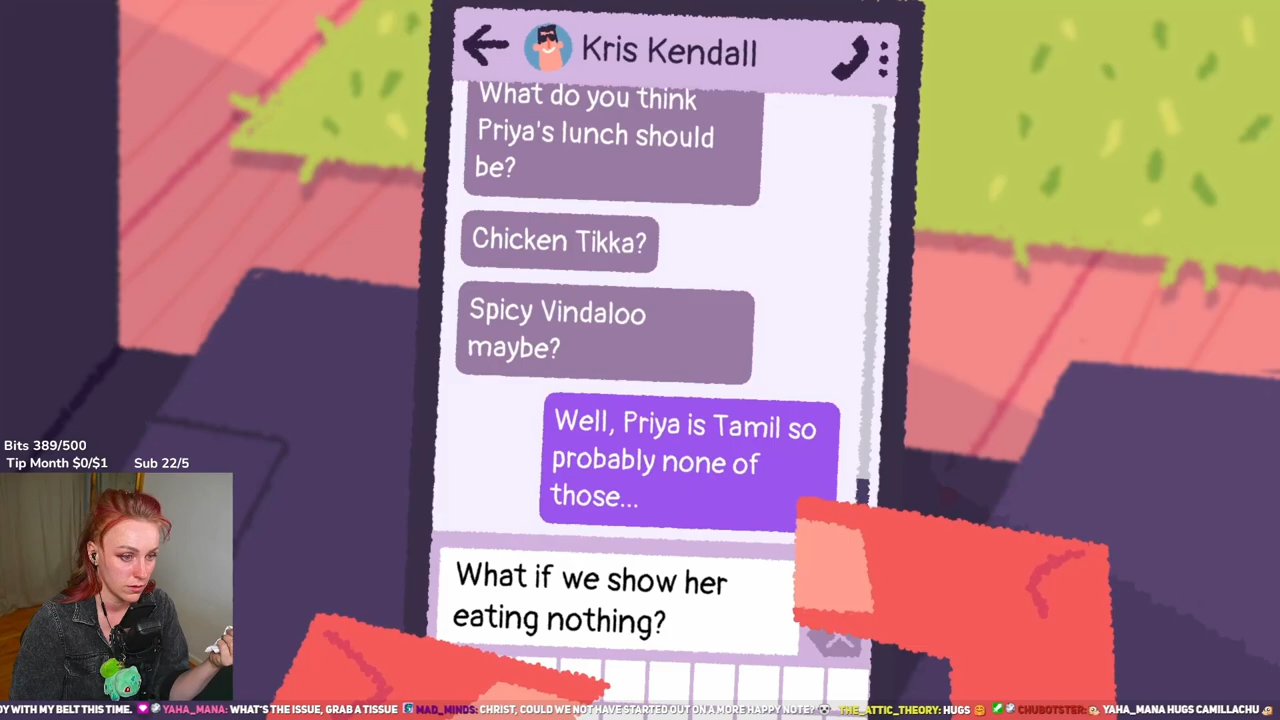 Kris Kendall
What do you think
Priya's lunch should
be?
Chicken Tikka?
Spicy Vindaloo
maybe?
Well, Priya is Tamil so
probably none of
those...
What if we show her
eating nothing?
Bits 389/500
Tip Month $0/$1 Sub 22/5
DY WITH MY BELT THIS TIME. YAHA_MANA: WHAT'S THE ISSUE, GRAB A TISSUE MAD_MINDS: CHRIST, COULD WE NOT HAVE STARTED OUT ON A MORE HAPPY NOTE? THE_ATTIC_THEORY: HUGS CHUBOTSTER: YAHA_MANA HUGS CAMILLACHU